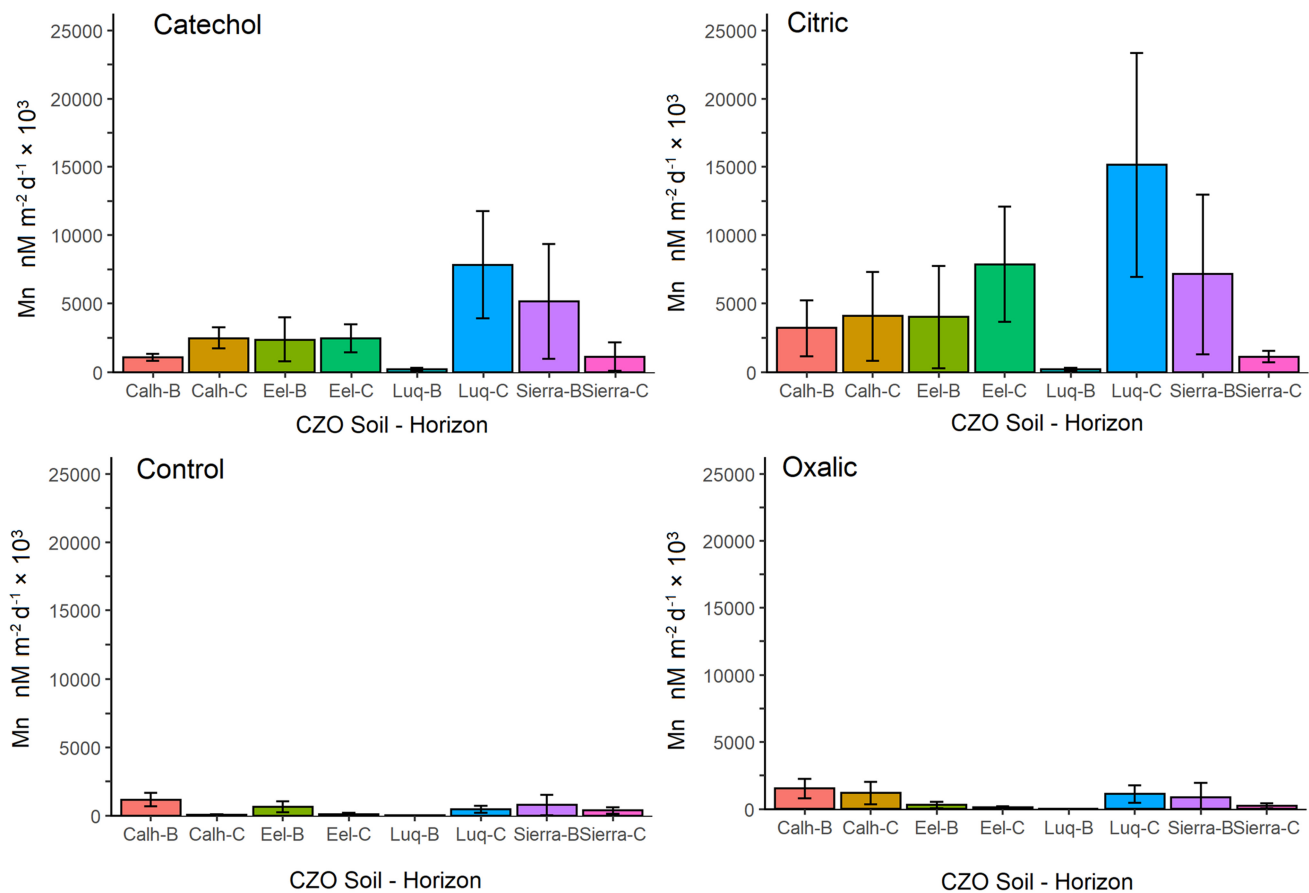 Catechol
Mn nM m⁻² d⁻¹ × 10³
25000
20000
15000
10000
5000
0
Calh-B Calh-C Eel-B Eel-C Luq-B Luq-C Sierra-B Sierra-C
CZO Soil - Horizon
Citric
Mn nM m⁻² d⁻¹ × 10³
25000
20000
15000
10000
5000
0
Calh-B Calh-C Eel-B Eel-C Luq-B Luq-C Sierra-B Sierra-C
CZO Soil - Horizon
Control
Mn nM m⁻² d⁻¹ × 10³
25000
20000
15000
10000
5000
0
Calh-B Calh-C Eel-B Eel-C Luq-B Luq-C Sierra-B Sierra-C
CZO Soil - Horizon
Oxalic
Mn nM m⁻² d⁻¹ × 10³
25000
20000
15000
10000
5000
0
Calh-B Calh-C Eel-B Eel-C Luq-B Luq-C Sierra-B Sierra-C
CZO Soil - Horizon